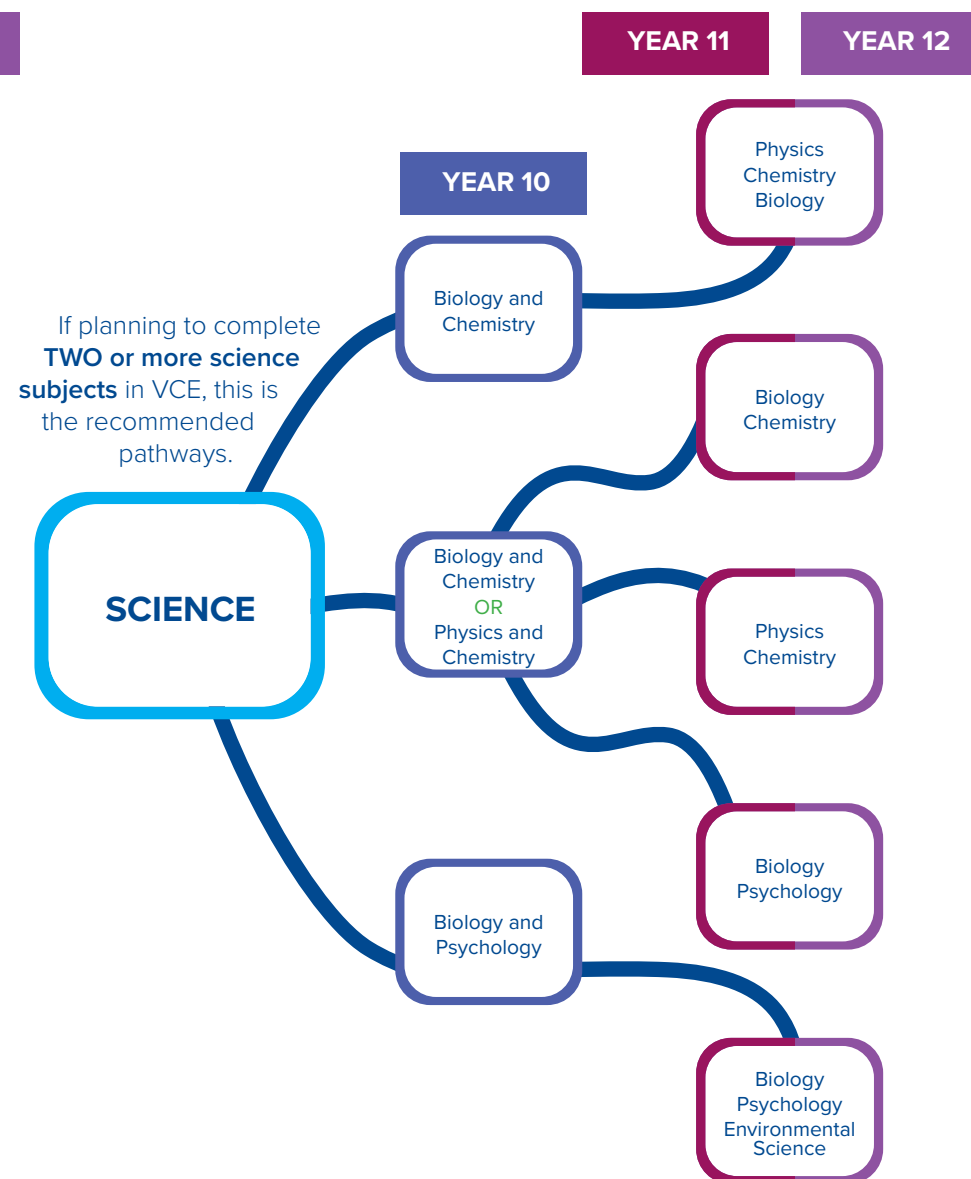 YEAR 11
YEAR 12
YEAR 10
Physics
Chemistry
Biology
Biology and
Chemistry
If planning to complete
TWO or more science
subjects in VCE, this is
the recommended
pathways.
Biology
Chemistry
SCIENCE
Biology and
Chemistry
OR
Physics and
Chemistry
Physics
Chemistry
Biology
Psychology
Biology and
Psychology
Biology
Psychology
Environmental
Science